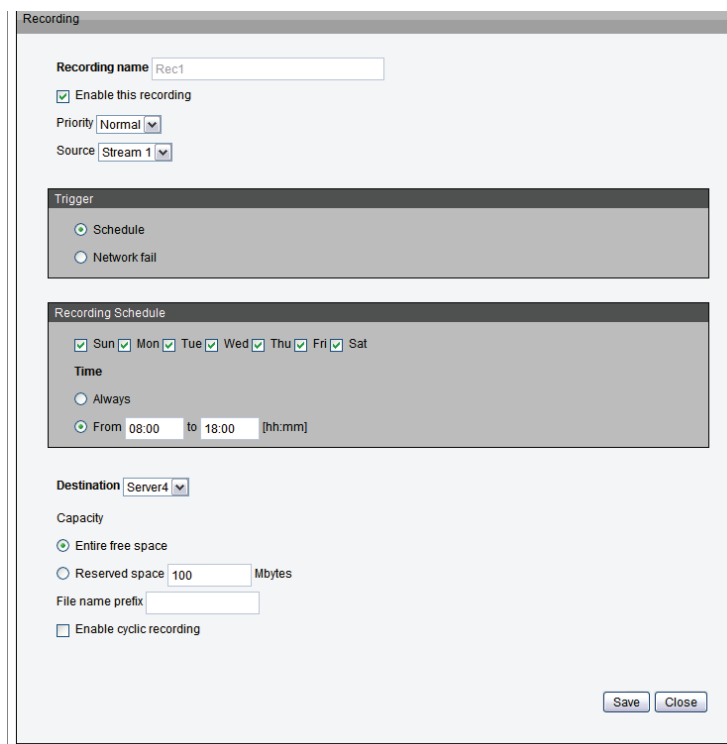 Recording
Recording name Rec1
Enable this recording
Priority Normal
Source Stream 1
Trigger
Schedule
Network fail
Recording Schedule
Sun Mon Tue Wed Thu Fri Sat
Time
Always
From 08:00 to 18:00 [hh:mm]
Destination Server4
Capacity
Entire free space
Reserved space 100 Mbytes
File name prefix
Enable cyclic recording
Save Close